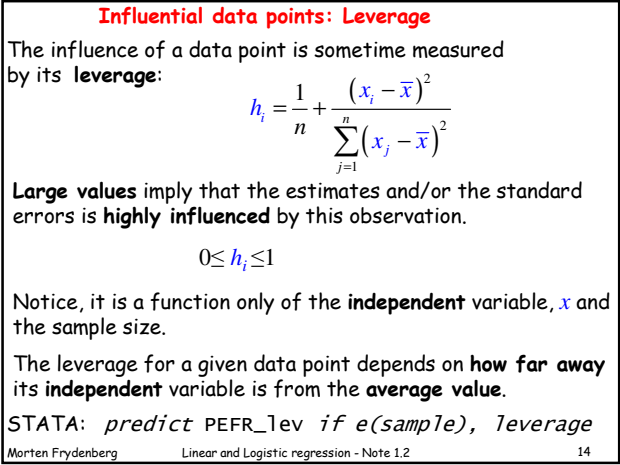 Influential data points: Leverage
The influence of a data point is sometime measured
by its leverage:
h_i = 1/n + (x_i − x̄)² / ∑_{j=1}^{n} (x_j − x̄)²
Large values imply that the estimates and/or the standard
errors is highly influenced by this observation.
0≤ h_i ≤1
Notice, it is a function only of the independent variable, x and
the sample size.
The leverage for a given data point depends on how far away
its independent variable is from the average value.
STATA: predict PEFR_lev if e(sample), leverage
Morten Frydenberg Linear and Logistic regression - Note 1.2 14